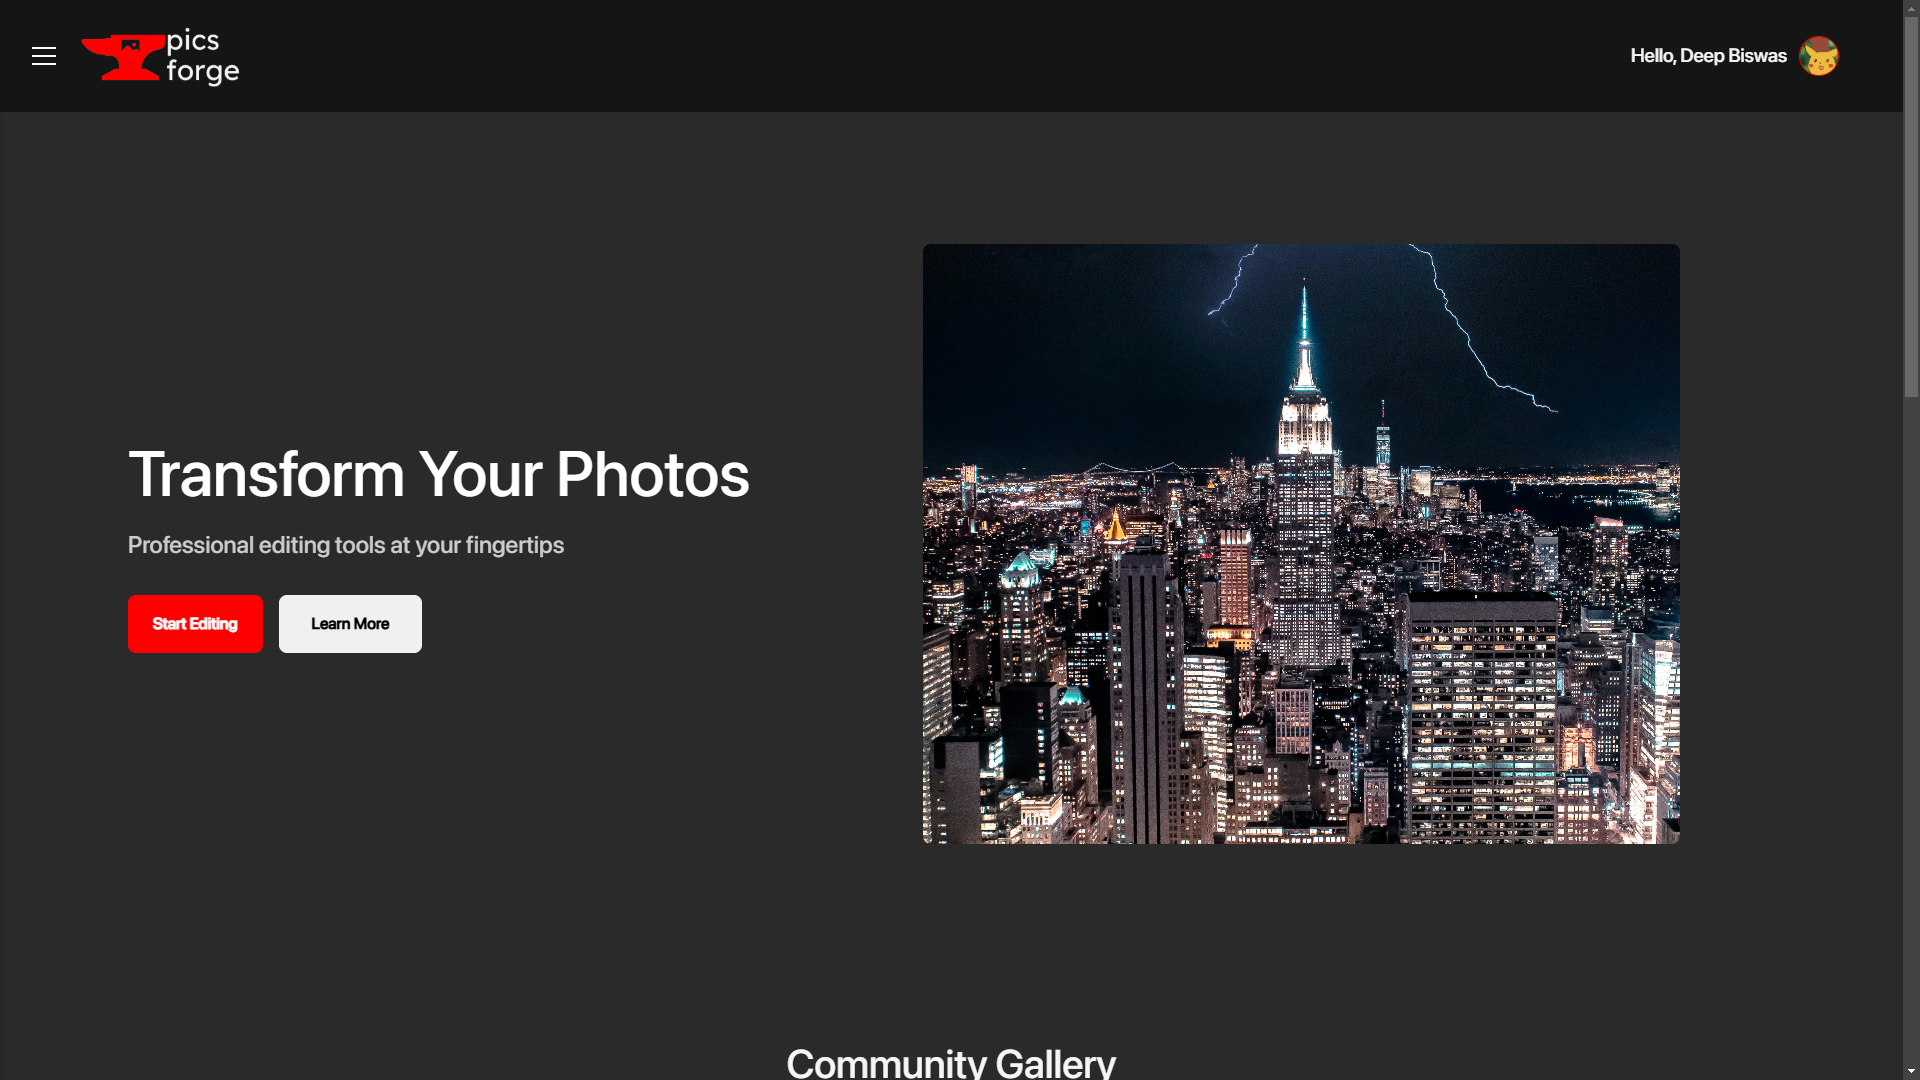 pics
forge
Hello, Deep Biswas
Transform Your Photos
Professional editing tools at your fingertips
Start Editing
Learn More
Community Gallery